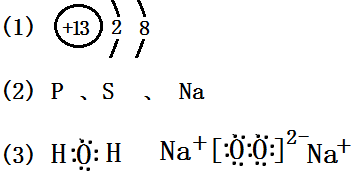 (1) +13 2 8
(2) P 、S 、 Na
(3) H:Ö:H Na⁺[:Ö:Ö:]²⁻Na⁺